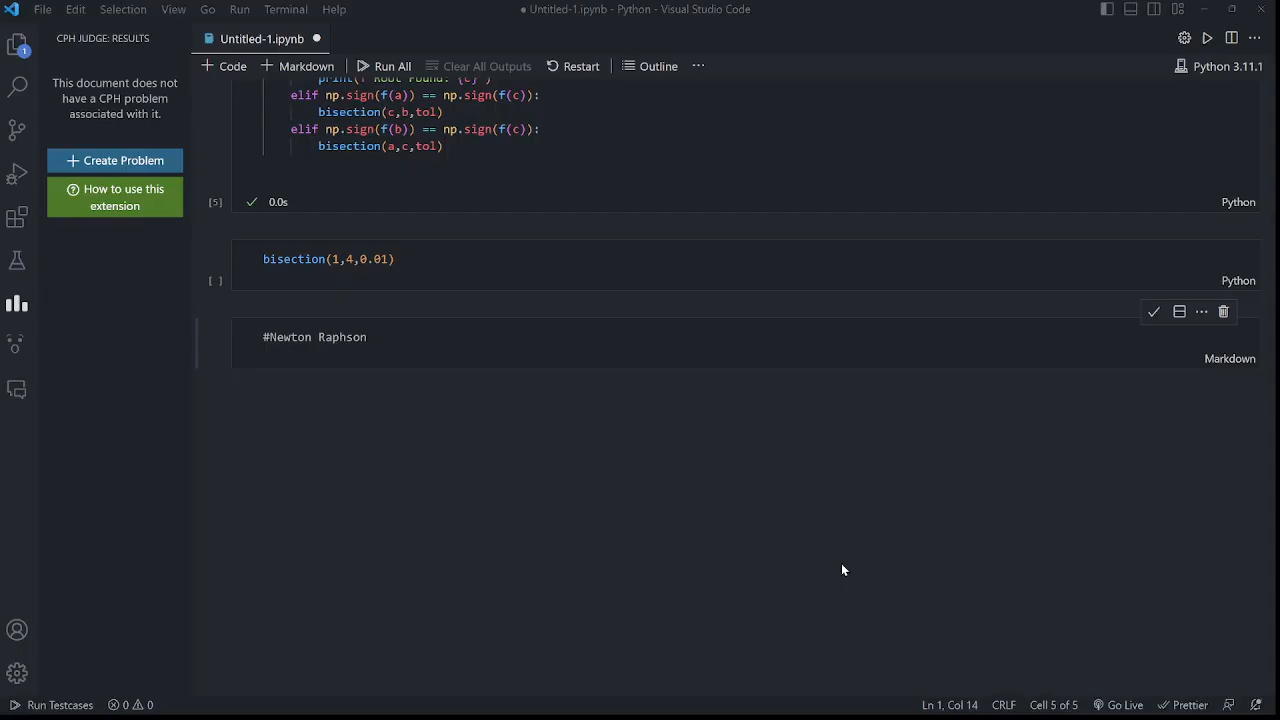 File Edit Selection View Go Run Terminal Help
● Untitled-1.ipynb - Python - Visual Studio Code
CPH JUDGE: RESULTS
This document does not
have a CPH problem
associated with it.
+ Create Problem
How to use this
extension
1
Untitled-1.ipynb ●
+ Code + Markdown Run All Clear All Outputs Restart Outline ...
Python 3.11.1
print(f"Root Found: {c}")
elif np.sign(f(a)) == np.sign(f(c)):
bisection(c,b,tol)
elif np.sign(f(b)) == np.sign(f(c)):
bisection(a,c,tol)
[5] ✓ 0.0s
Python
bisection(1,4,0.01)
[ ]
Python
#Newton Raphson
Markdown
Run Testcases 0 0
Ln 1, Col 14 CRLF Cell 5 of 5 Go Live Prettier